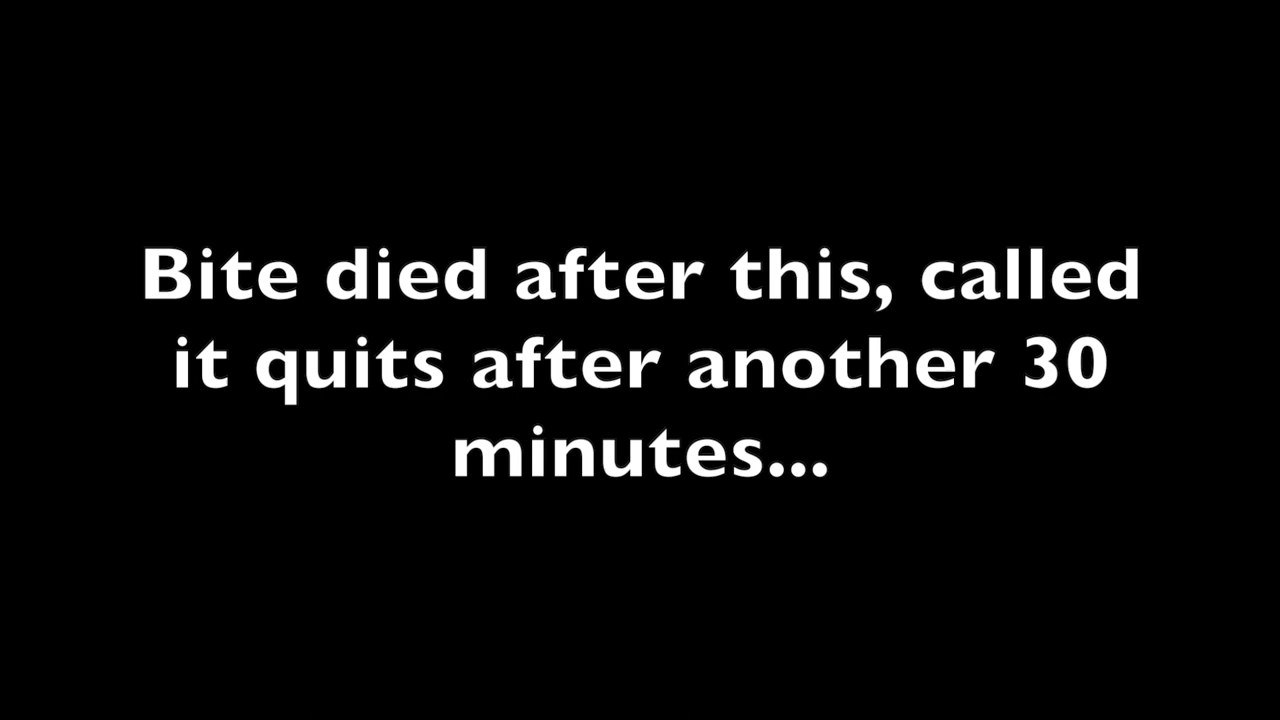 Bite died after this, called
it quits after another 30
minutes...